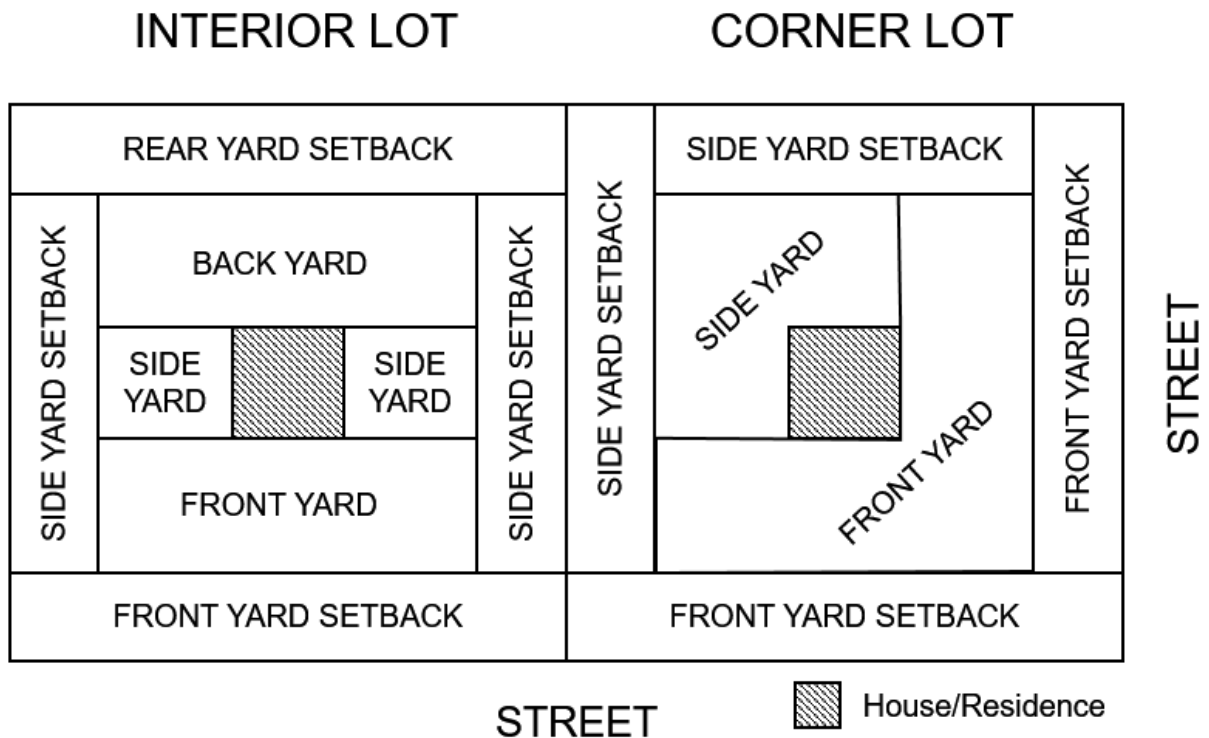 INTERIOR LOT
CORNER LOT
REAR YARD SETBACK
SIDE YARD SETBACK
BACK YARD
SIDE
YARD
SIDE
YARD
FRONT YARD
SIDE YARD SETBACK
FRONT YARD SETBACK
SIDE YARD SETBACK
SIDE YARD SETBACK
SIDE YARD
FRONT YARD
FRONT YARD SETBACK
STREET
FRONT YARD SETBACK
STREET
House/Residence